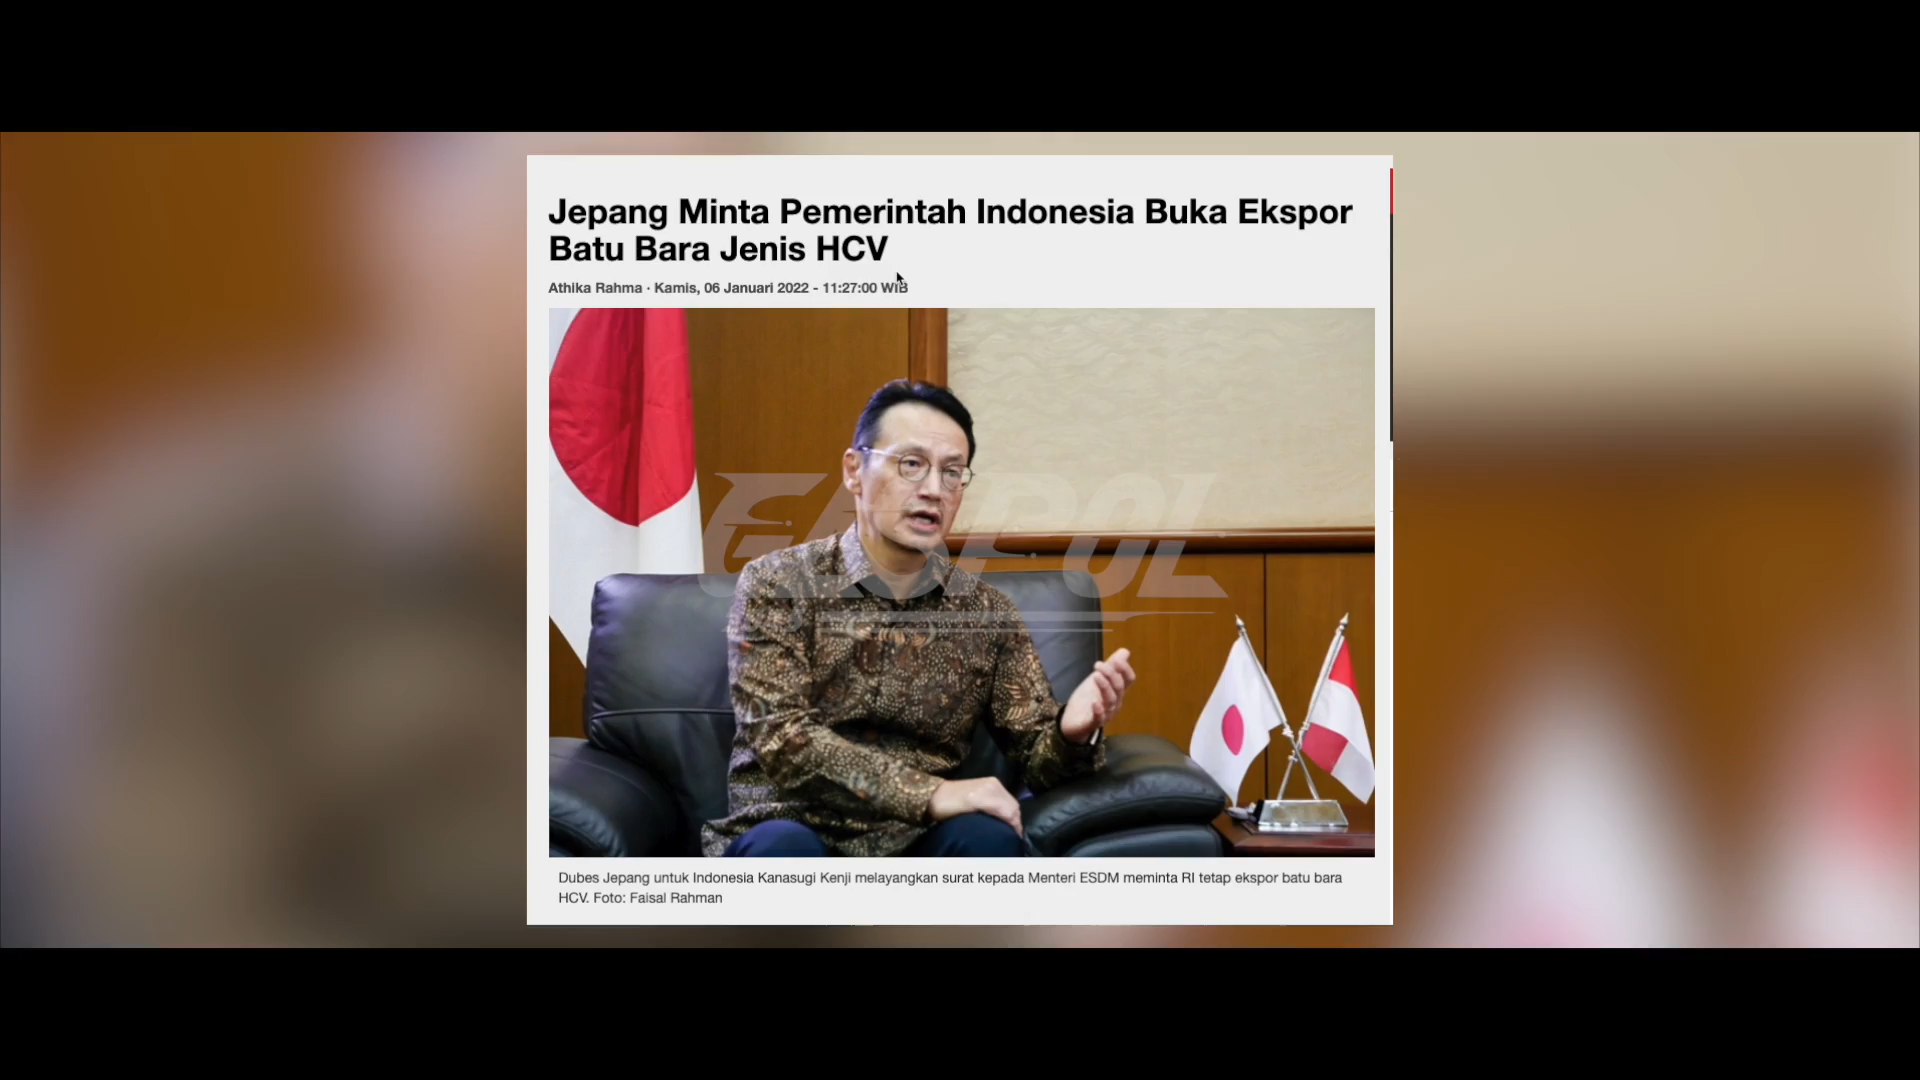 Jepang Minta Pemerintah Indonesia Buka Ekspor
Batu Bara Jenis HCV
Athika Rahma · Kamis, 06 Januari 2022 - 11:27:00 WIB
GASPOL
Dubes Jepang untuk Indonesia Kanasugi Kenji melayangkan surat kepada Menteri ESDM meminta RI tetap ekspor batu bara
HCV. Foto: Faisal Rahman